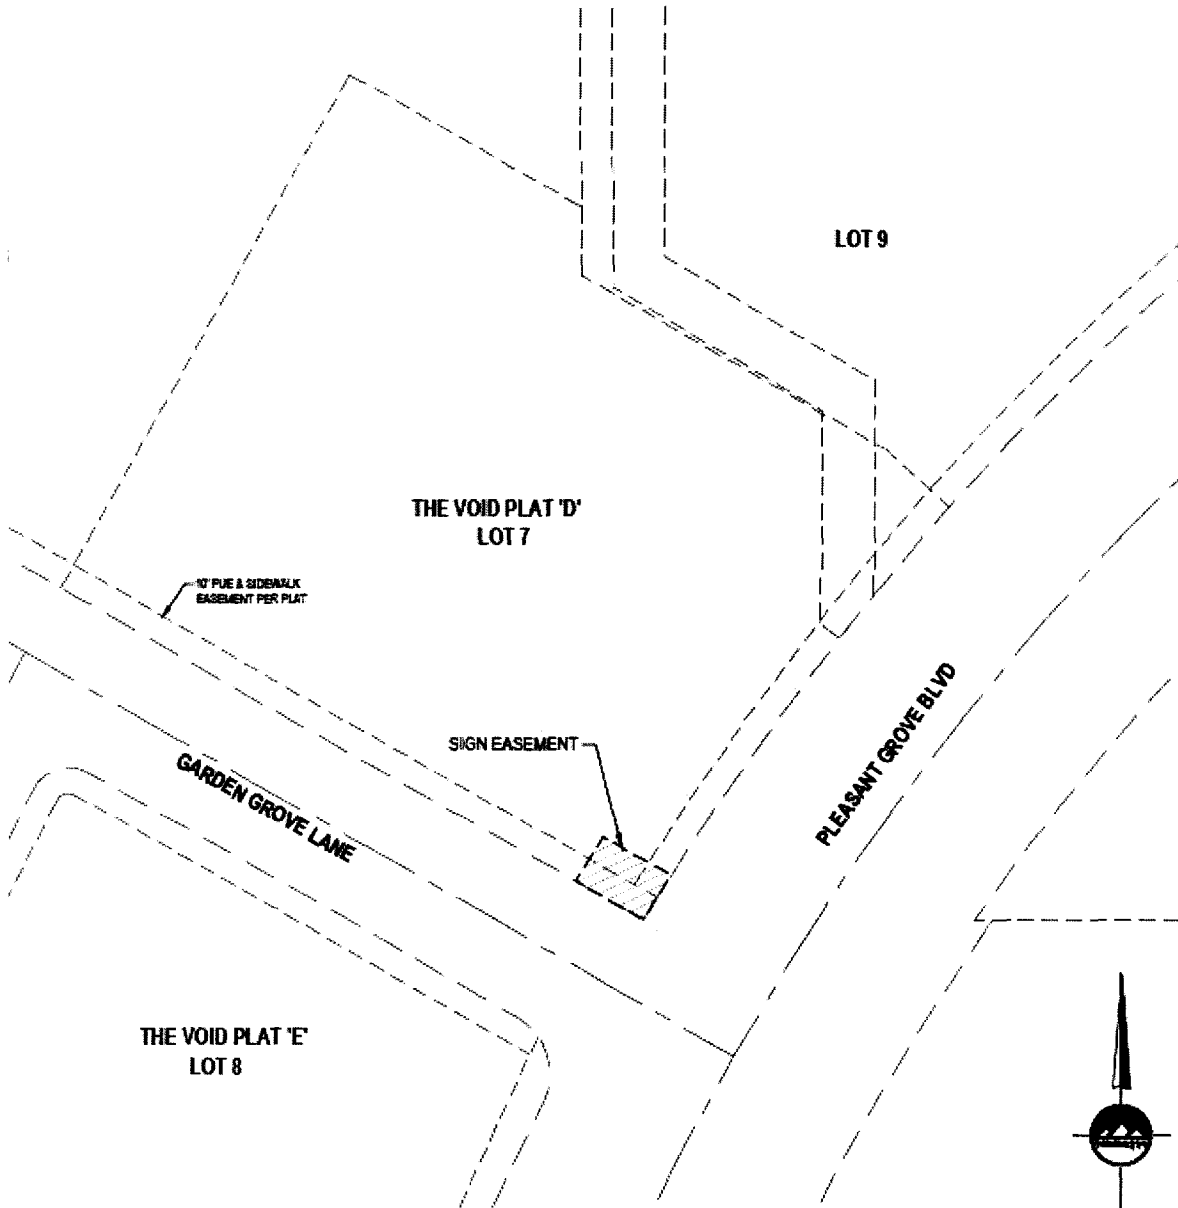 LOT 9
THE VOID PLAT 'D'
LOT 7
10' PUE & SIDEWALK
EASEMENT PER PLAT
SIGN EASEMENT
GARDEN GROVE LANE
PLEASANT GROVE BLVD
THE VOID PLAT 'E'
LOT 8